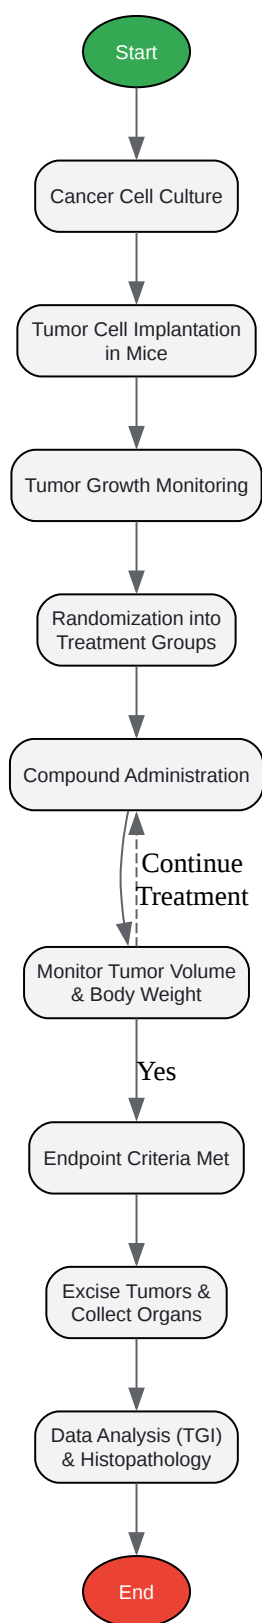 Start
Cancer Cell Culture
Tumor Cell Implantation
in Mice
Tumor Growth Monitoring
Randomization into
Treatment Groups
Compound Administration
Continue
Treatment
Monitor Tumor Volume
& Body Weight
Yes
Endpoint Criteria Met
Excise Tumors &
Collect Organs
Data Analysis (TGI)
& Histopathology
End